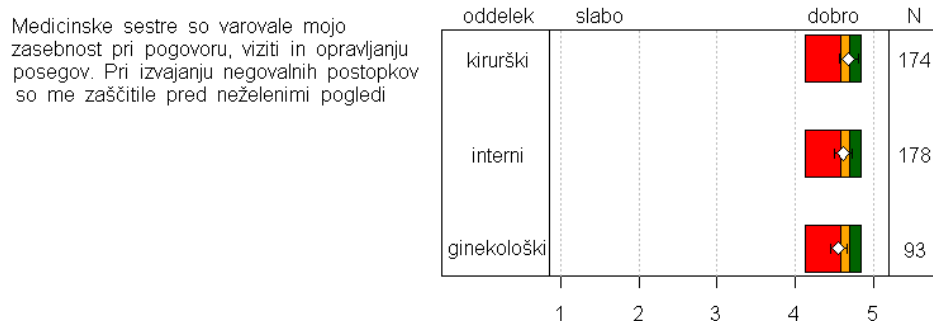 Medicinske sestre so varovale mojo
zasebnost pri pogovoru, viziti in opravljanju
posegov. Pri izvajanju negovalnih postopkov
so me zaščitile pred neželenimi pogledi
oddelek slabo dobro N
kirurški 174
interni 178
ginekološki 93
1 2 3 4 5